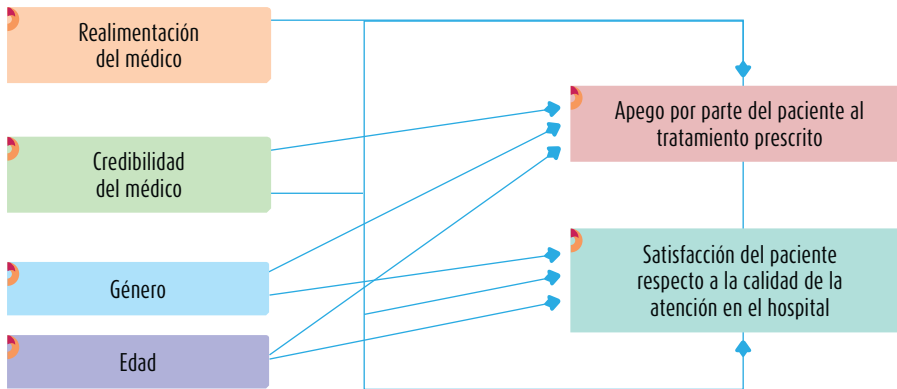 Realimentación
del médico
Credibilidad
del médico
Género
Edad
Apego por parte del paciente al
tratamiento prescrito
Satisfacción del paciente
respecto a la calidad de la
atención en el hospital